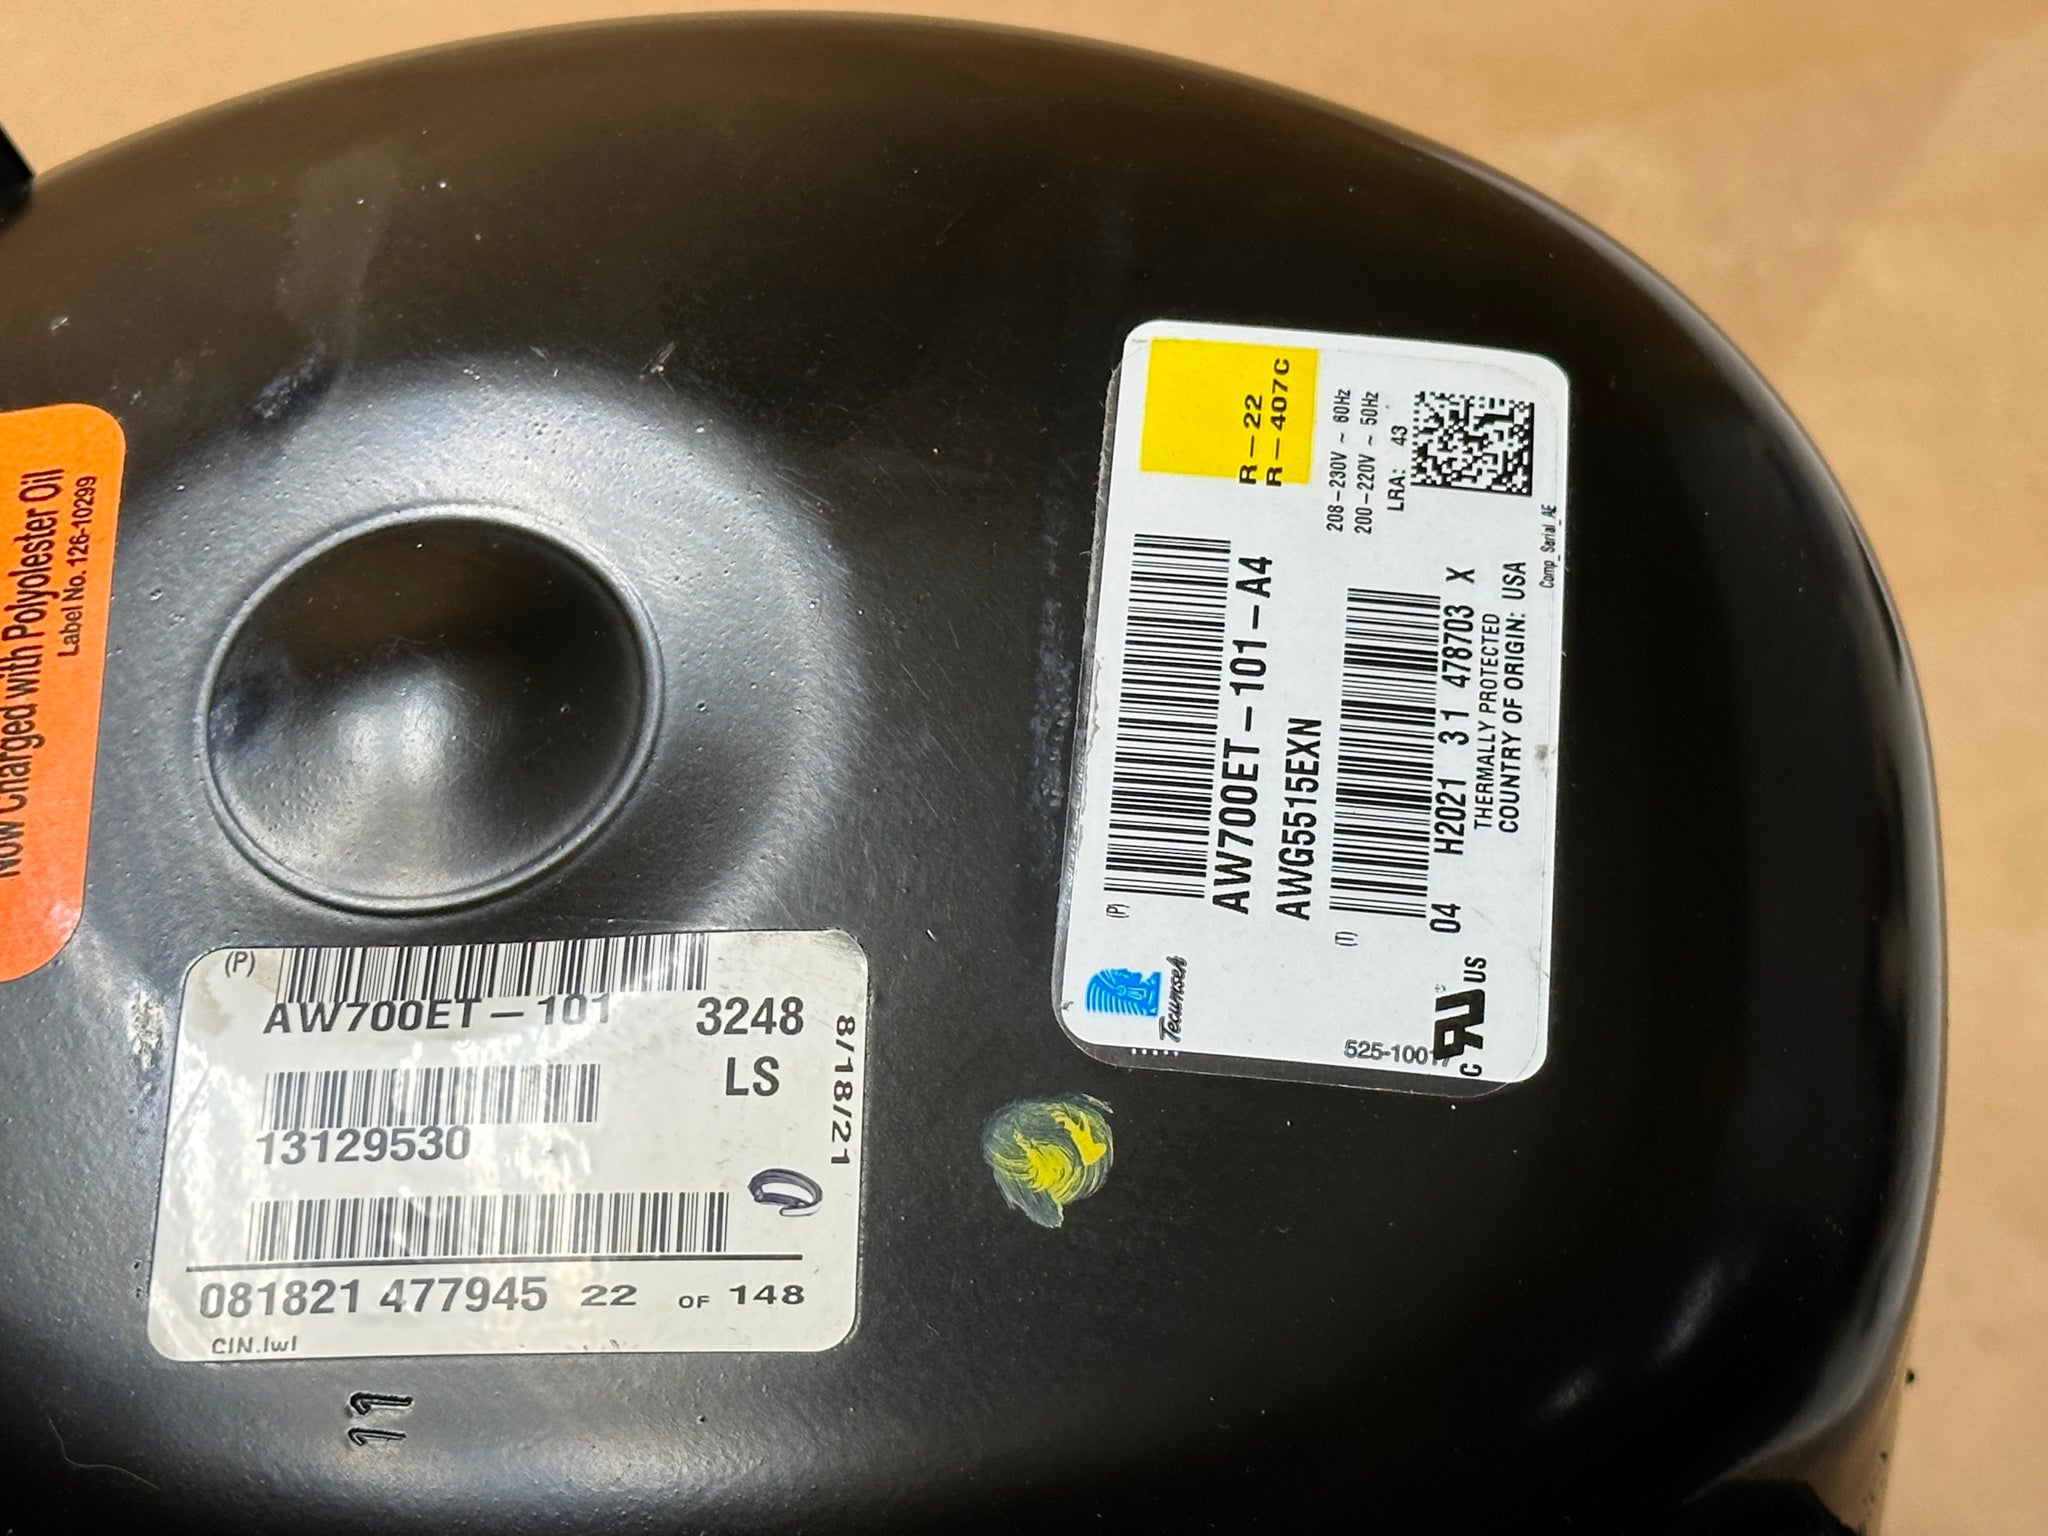 Now Charged with Polyolester Oil
Label No. 126-10299
(P)
AW700ET-101 3248
LS
8/18/21
13129530
081821 477945 22 OF 148
CIN.lwl
11
R-22
R-407C
208-230V ~ 60Hz
200-220V ~ 50Hz
LRA: 43
(P)
AW700ET-101-A4
AWG5515EXN
(T)
04 H2021 31 478703 X
THERMALLY PROTECTED
COUNTRY OF ORIGIN: USA
Comp_Serial_AE
Tecumseh
C US